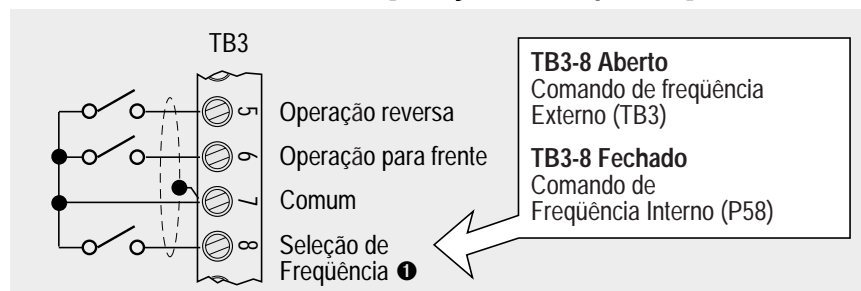 TB3
5 Operação reversa
6 Operação para frente
7 Comum
8 Seleção de
Freqüência ❶
TB3-8 Aberto
Comando de freqüência
Externo (TB3)
TB3-8 Fechado
Comando de
Freqüência Interno (P58)